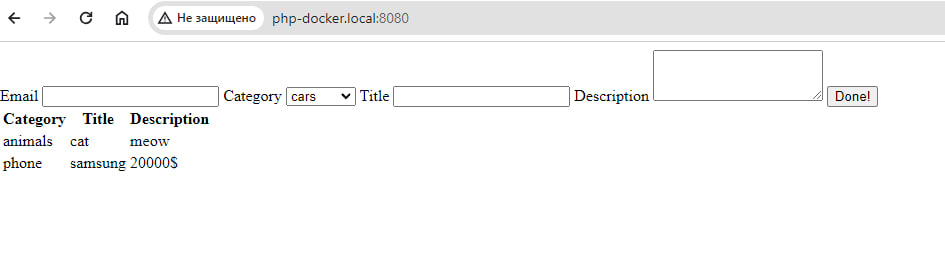 Не защищено php-docker.local:8080
Email Category cars Title Description Done!
Category Title Description
animals cat meow
phone samsung 20000$